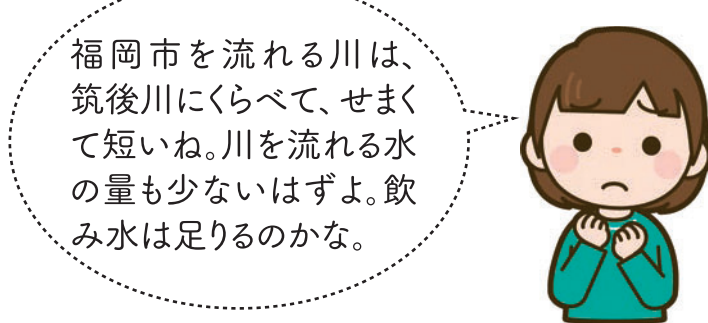 福岡市を流れる川は、
筑後川にくらべて、せまく
て短いね。川を流れる水
の量も少ないはずよ。飲
み水は足りるのかな。